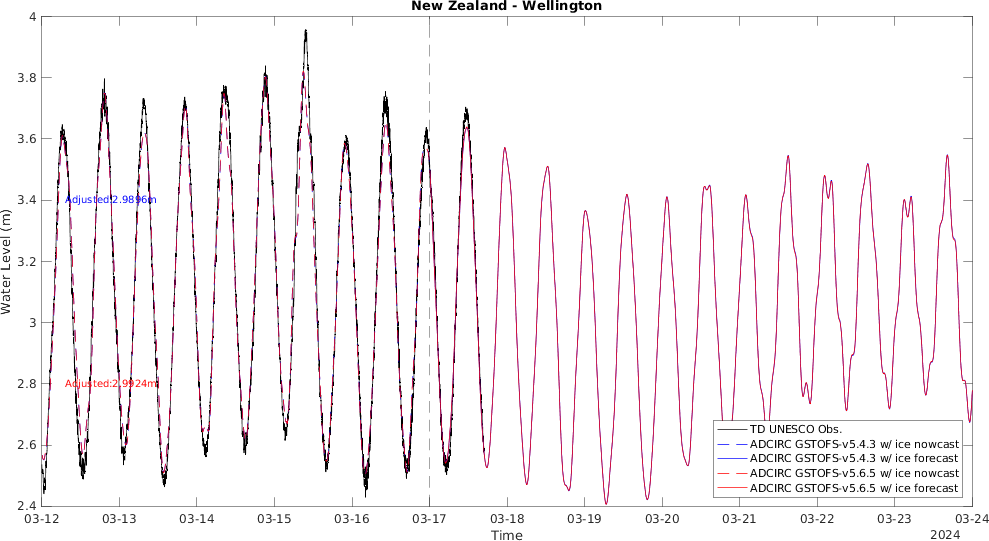 New Zealand - Wellington
4
3.8
3.6
3.4
3.2
3
2.8
2.6
2.4
Water Level (m)
Adjusted:2.9896m
Adjusted:2.9924m
TD UNESCO Obs.
ADCIRC GSTOFS-v5.4.3 w/ ice nowcast
ADCIRC GSTOFS-v5.4.3 w/ ice forecast
ADCIRC GSTOFS-v5.6.5 w/ ice nowcast
ADCIRC GSTOFS-v5.6.5 w/ ice forecast
03-12 03-13 03-14 03-15 03-16 03-17 03-18 03-19 03-20 03-21 03-22 03-23 03-24
Time
2024